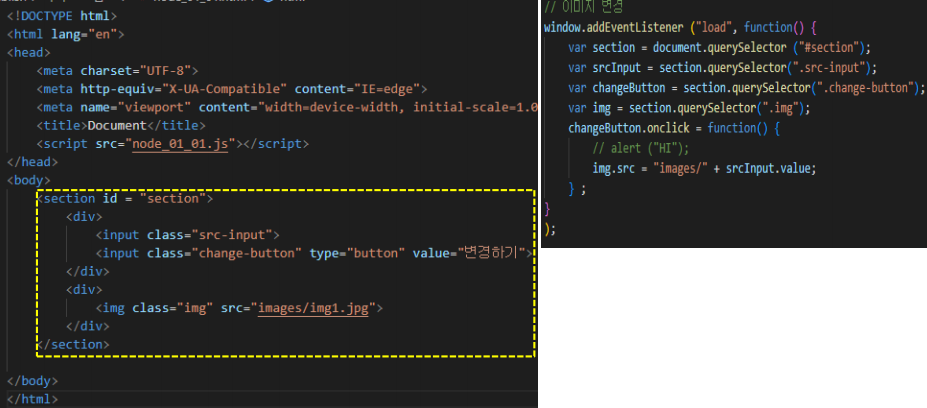 <!DOCTYPE html>
<html lang="en">
<head>
<meta charset="UTF-8">
<meta http-equiv="X-UA-Compatible" content="IE=edge">
<meta name="viewport" content="width=device-width, initial-scale=1.0
<title>Document</title>
<script src="node_01_01.js"></script>
</head>
<body>
<section id = "section">
<div>
<input class="src-input">
<input class="change-button" type="button" value="변경하기">
</div>
<div>
<img class="img" src="images/img1.jpg">
</div>
</section>
</body>
</html>
// 이미지 변경
window.addEventListener ("load", function() {
var section = document.querySelector ("#section");
var srcInput = section.querySelector(".src-input");
var changeButton = section.querySelector(".change-button");
var img = section.querySelector(".img");
changeButton.onclick = function() {
// alert ("HI");
img.src = "images/" + srcInput.value;
} ;
}
);